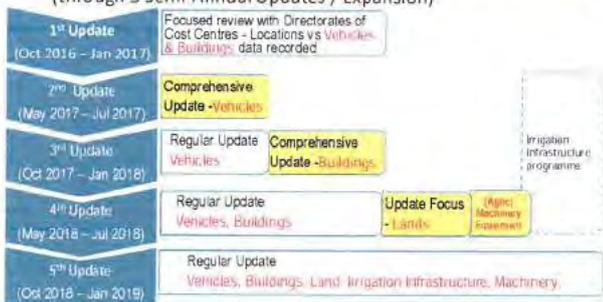 (through 5 Semi-Annual Updates / Expansion)
1st Update
(Oct 2016 – Jan 2017)
Focused review with Directorates of
Cost Centres - Locations vs Vehicles
& Buildings data recorded
2nd Update
(May 2017 – Jul 2017)
Comprehensive
Update -Vehicles
3rd Update
(Oct 2017 – Jan 2018)
Regular Update
Vehicles
Comprehensive
Update -Buildings
Irrigation
Infrastructure
programme
4th Update
(May 2018 – Jul 2018)
Regular Update
Vehicles, Buildings
Update Focus
- Lands
(Agric)
Machinery
Equipment
5th Update
(Oct 2018 – Jan 2019)
Regular Update
Vehicles, Buildings, Land, Irrigation Infrastructure, Machinery